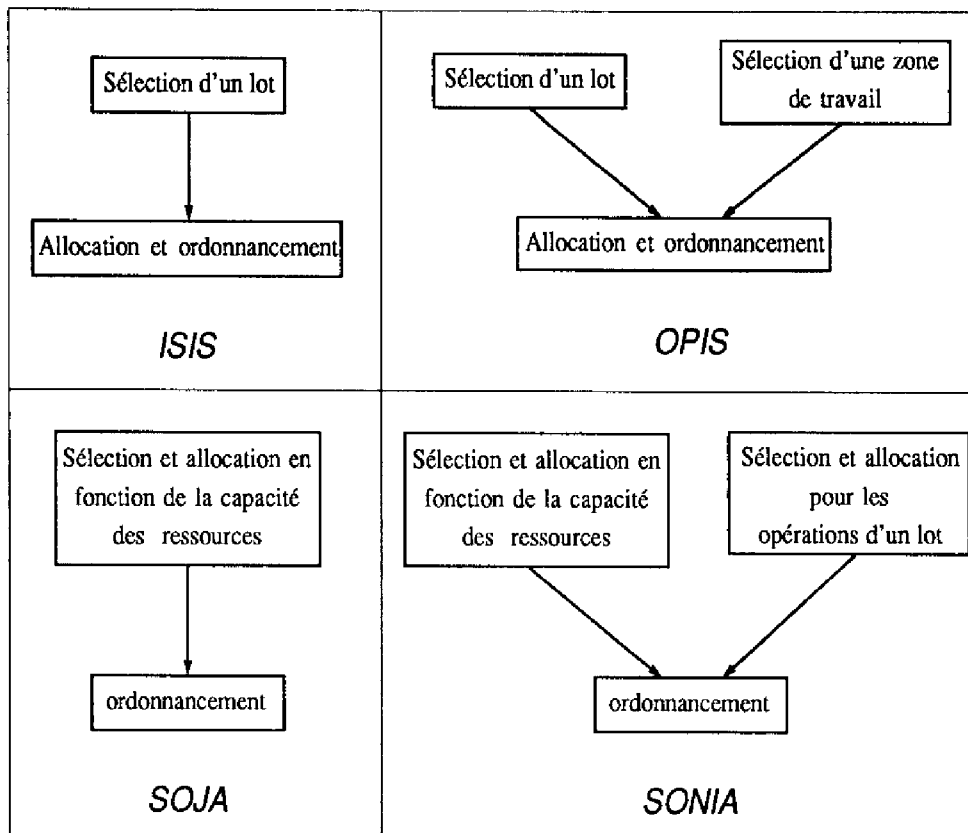 Sélection d'un lot
Allocation et ordonnancement
ISIS
Sélection d'un lot
Sélection d'une zone
de travail
Allocation et ordonnancement
OPIS
Sélection et allocation en
fonction de la capacité
des ressources
ordonnancement
SOJA
Sélection et allocation en
fonction de la capacité
des ressources
Sélection et allocation
pour les
opérations d'un lot
ordonnancement
SONIA